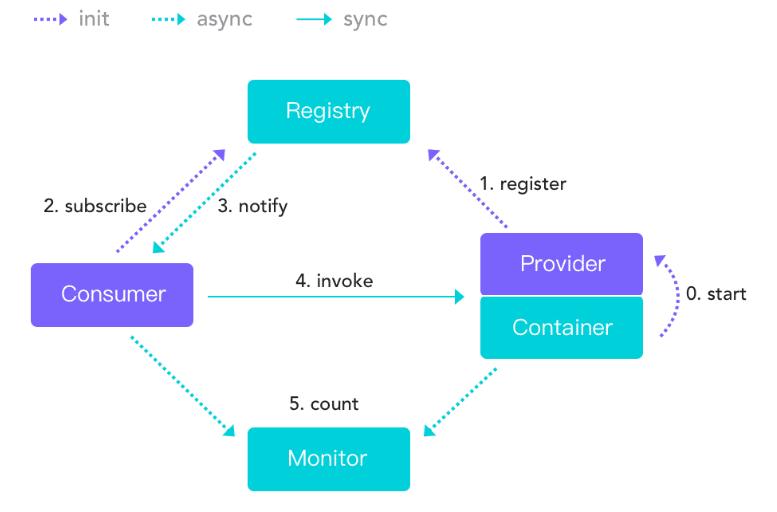 init async sync
Registry
1. register
2. subscribe
3. notify
Provider
Consumer
4. invoke
0. start
Container
5. count
Monitor